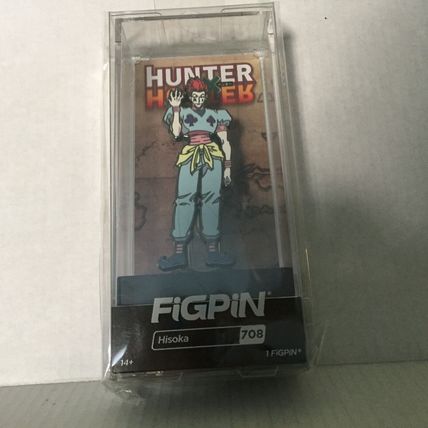 HUNTER
HUNTER
FiGPiN®
Hisoka 708
14+
1 FiGPiN®